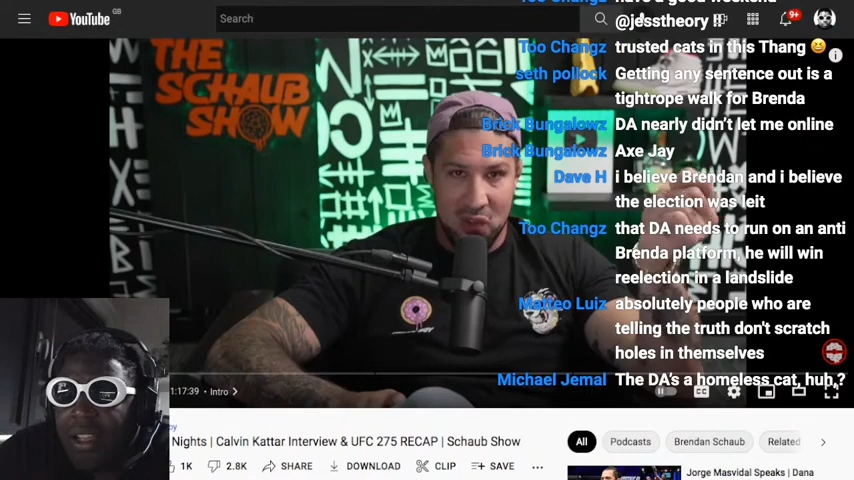 YouTube GB
Search
9+
have a good weekend
@jesstheory !!
Too Changz trusted cats in this Thang 😆
seth pollock Getting any sentence out is a
tightrope walk for Brenda
Brick Bungalowz DA nearly didn't let me online
Brick Bungalowz Axe Jay
Dave H i believe Brendan and i believe
the election was leit
Too Changz that DA needs to run on an anti
Brenda platform, he will win
reelection in a landslide
Matteo Luiz absolutely people who are
telling the truth don't scratch
holes in themselves
Michael Jemal The DA's a homeless cat, huh,?
THE
SCHAUB
SHOW
1:17:39 • Intro
Nights | Calvin Kattar Interview & UFC 275 RECAP | Schaub Show
1K 2.8K SHARE DOWNLOAD CLIP SAVE ...
All Podcasts Brendan Schaub Related
Jorge Masvidal Speaks | Dana